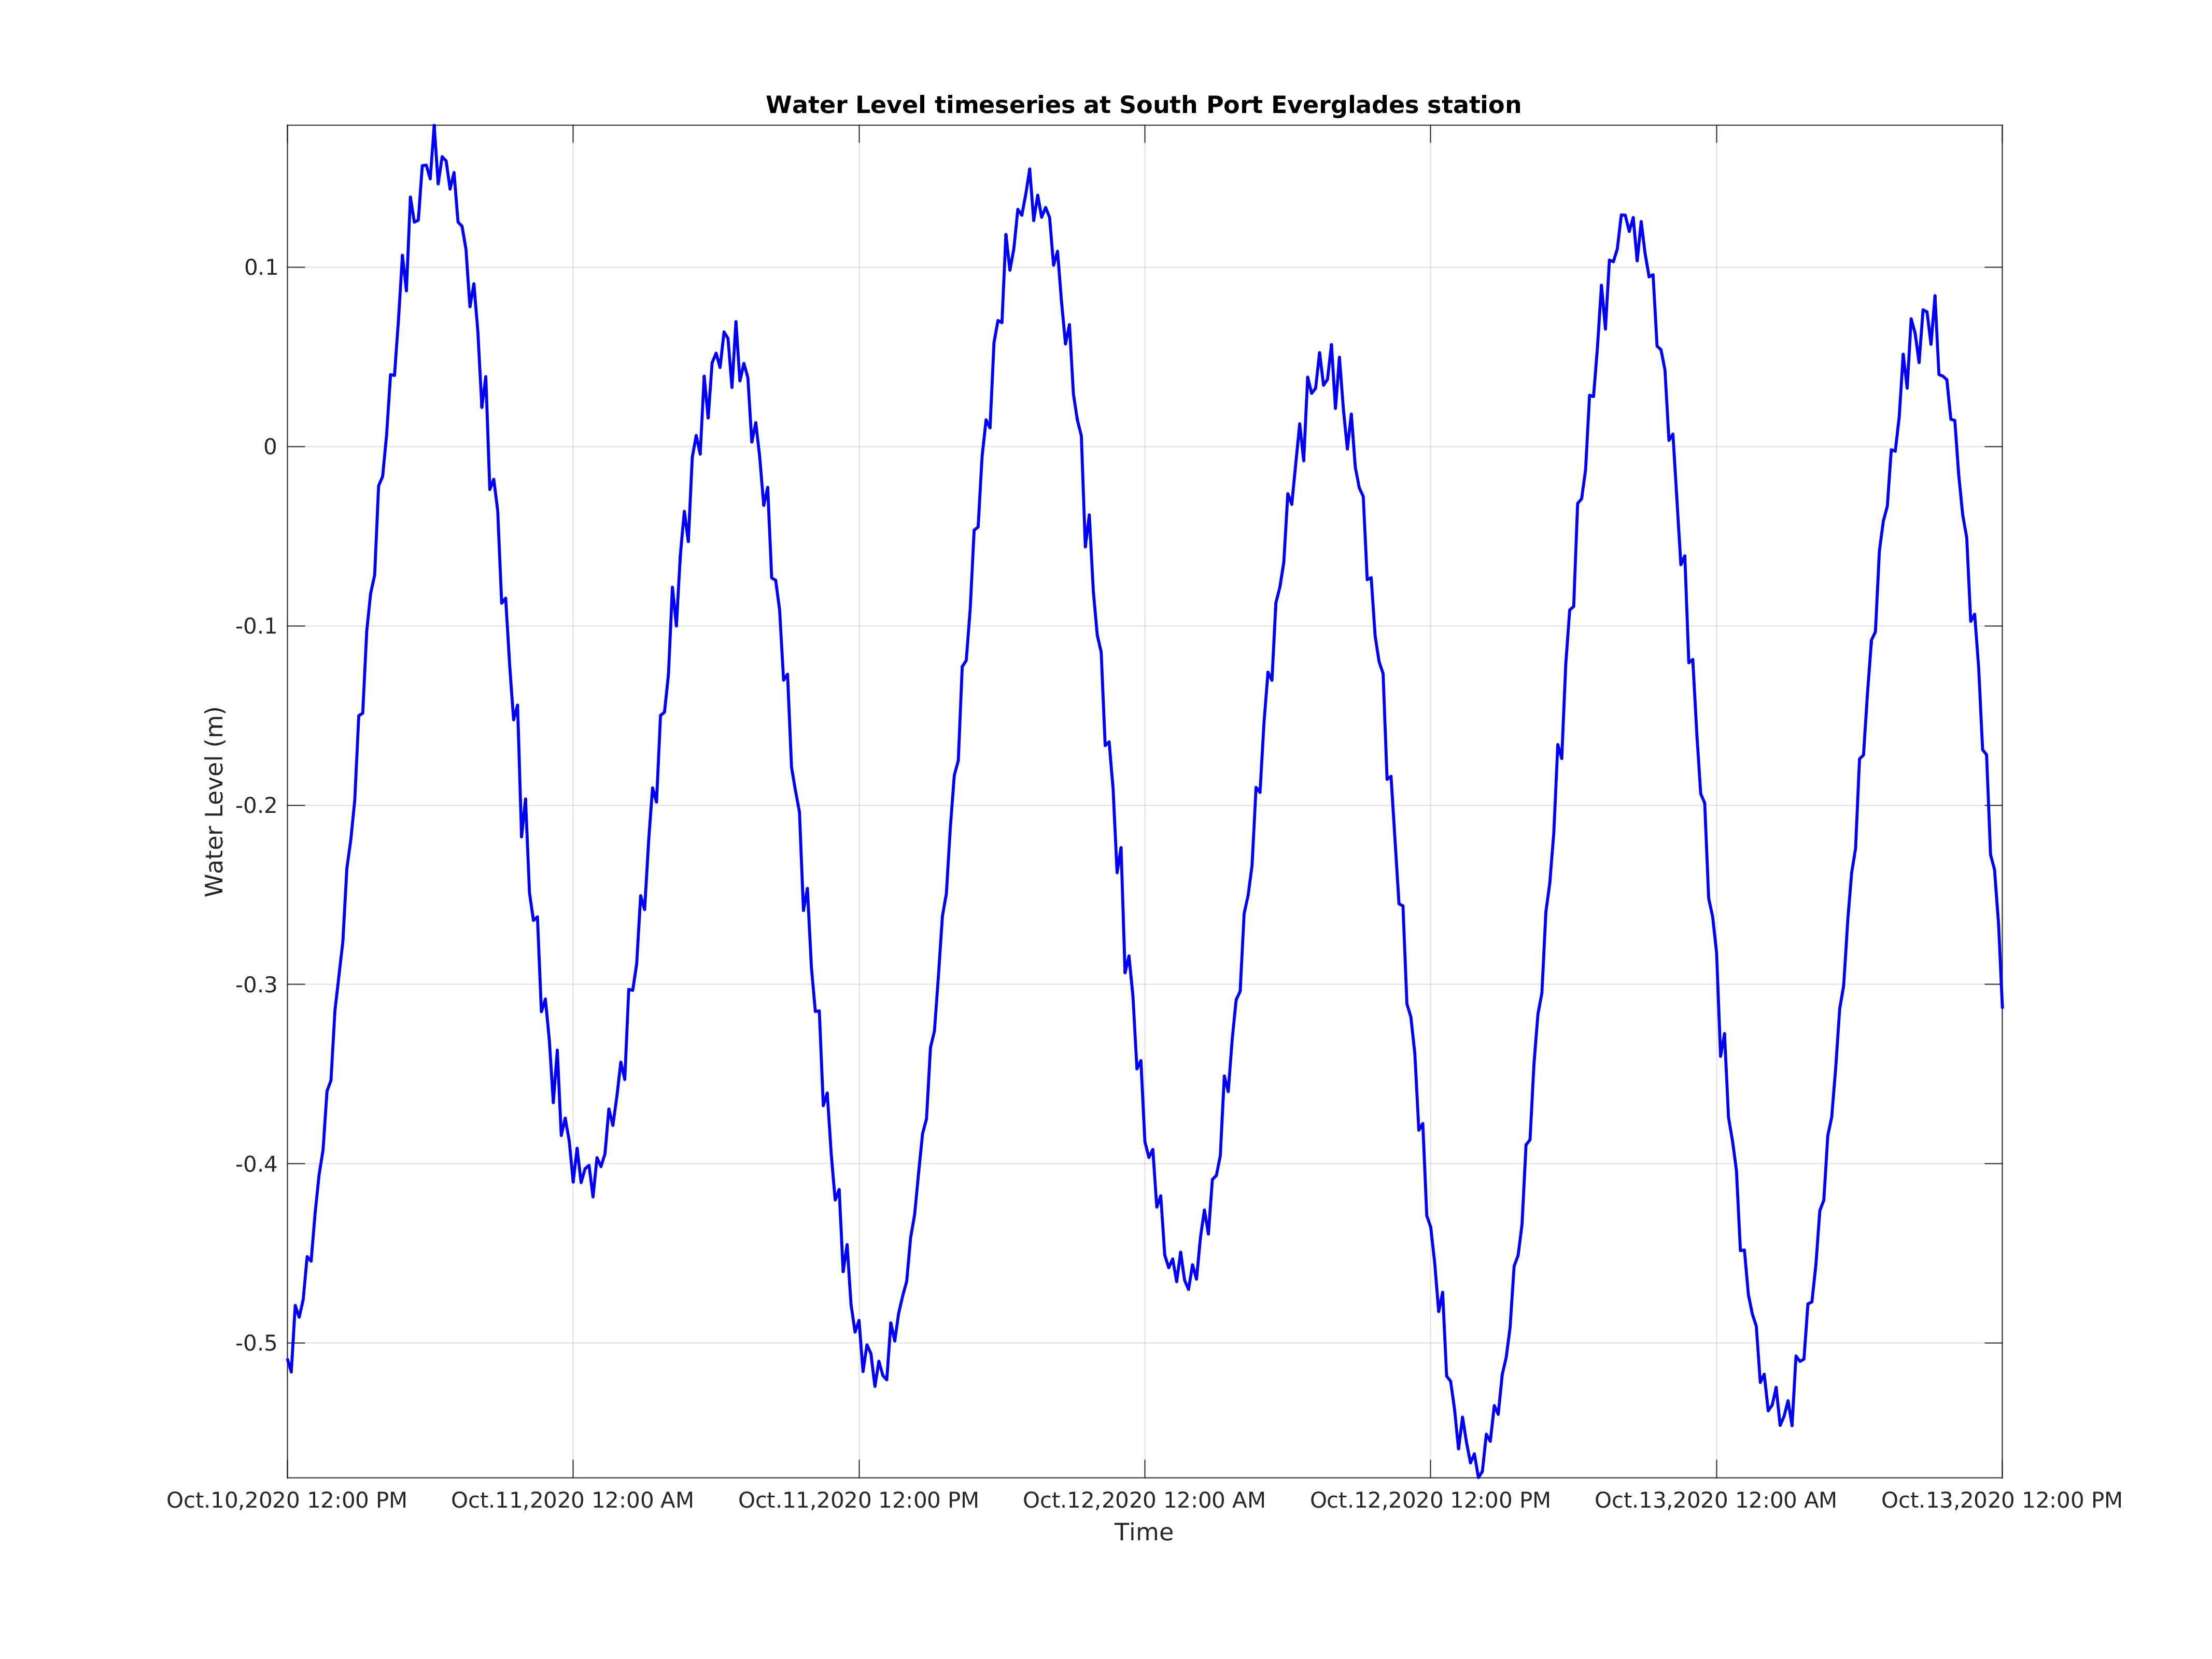 Water Level timeseries at South Port Everglades station
0.1
0
-0.1
-0.2
-0.3
-0.4
-0.5
Water Level (m)
Oct.10,2020 12:00 PM Oct.11,2020 12:00 AM Oct.11,2020 12:00 PM Oct.12,2020 12:00 AM Oct.12,2020 12:00 PM Oct.13,2020 12:00 AM Oct.13,2020 12:00 PM
Time